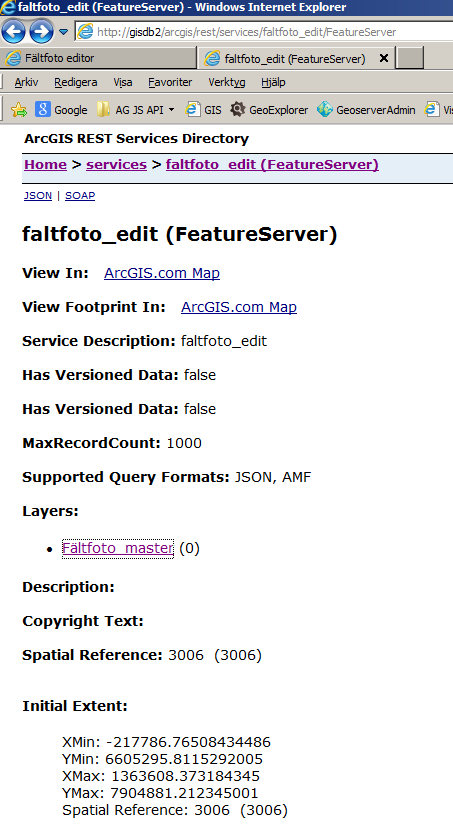 faltfoto_edit (FeatureServer) - Windows Internet Explorer
http://gisdb2/arcgis/rest/services/faltfoto_edit/FeatureServer
Fältfoto editor
faltfoto_edit (FeatureServer)
Arkiv Redigera Visa Favoriter Verktyg Hjälp
Google AG JS API GIS GeoExplorer GeoserverAdmin Vis
ArcGIS REST Services Directory
Home > services > faltfoto_edit (FeatureServer)
JSON | SOAP
faltfoto_edit (FeatureServer)
View In: ArcGIS.com Map
View Footprint In: ArcGIS.com Map
Service Description: faltfoto_edit
Has Versioned Data: false
Has Versioned Data: false
MaxRecordCount: 1000
Supported Query Formats: JSON, AMF
Layers:
• Fältfoto_master (0)
Description:
Copyright Text:
Spatial Reference: 3006 (3006)
Initial Extent:
XMin: -217786.76508434486
YMin: 6605295.8115292005
XMax: 1363608.373184345
YMax: 7904881.212345001
Spatial Reference: 3006 (3006)